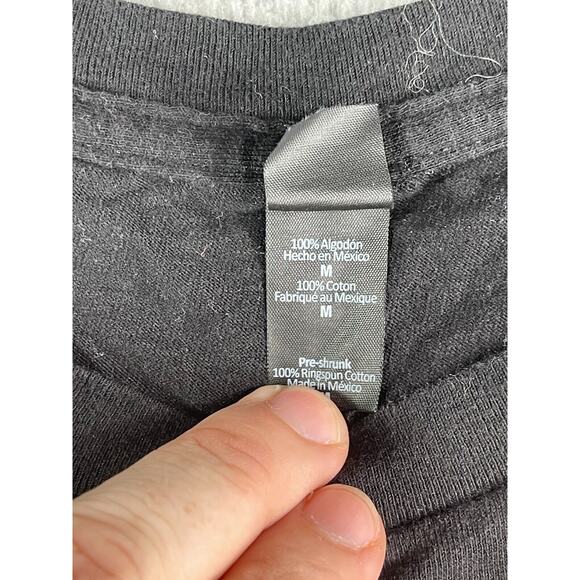 100% Algodón
Hecho en México
M
100% Coton
Fabriqué au Mexique
M
Pre-shrunk
100% Ringspun Cotton
Made in México